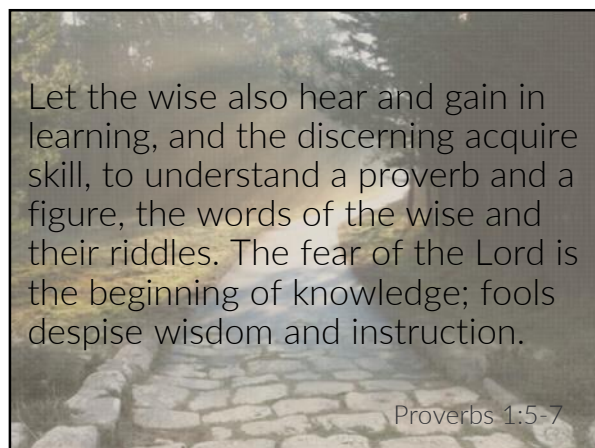 Let the wise also hear and gain in
learning, and the discerning acquire
skill, to understand a proverb and a
figure, the words of the wise and
their riddles. The fear of the Lord is
the beginning of knowledge; fools
despise wisdom and instruction.
Proverbs 1:5-7